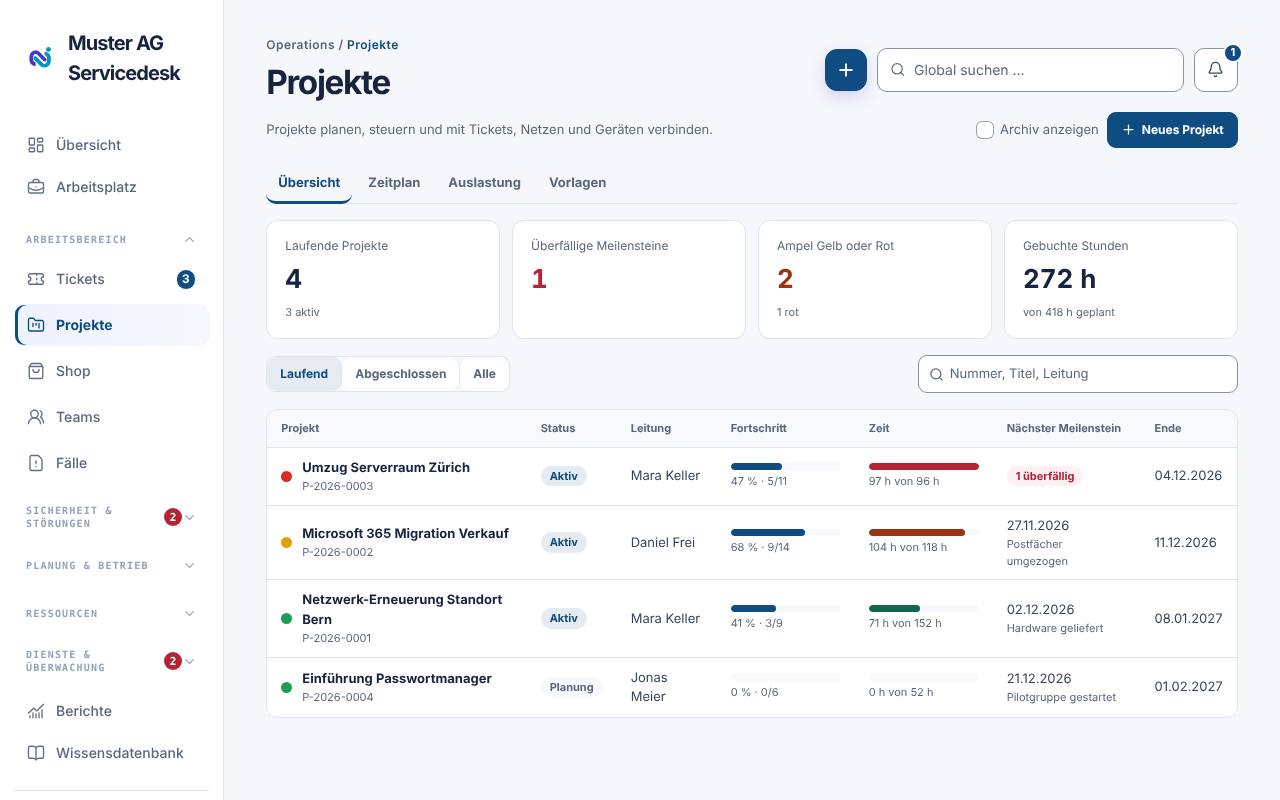 Muster AG
Servicedesk
Übersicht
Arbeitsplatz
ARBEITSBEREICH
Tickets 3
Projekte
Shop
Teams
Fälle
SICHERHEIT &
STÖRUNGEN
2
PLANUNG & BETRIEB
RESSOURCEN
DIENSTE &
ÜBERWACHUNG
2
Berichte
Wissensdatenbank
Operations / Projekte
Projekte
Global suchen ...
1
Projekte planen, steuern und mit Tickets, Netzen und Geräten verbinden.
Archiv anzeigen
+ Neues Projekt
Übersicht Zeitplan Auslastung Vorlagen
Laufende Projekte
4
3 aktiv
Überfällige Meilensteine
1
Ampel Gelb oder Rot
2
1 rot
Gebuchte Stunden
272 h
von 418 h geplant
Laufend Abgeschlossen Alle
Nummer, Titel, Leitung
Projekt Status Leitung Fortschritt Zeit Nächster Meilenstein Ende
Umzug Serverraum Zürich
P-2026-0003
Aktiv
Mara Keller
47 % · 5/11
97 h von 96 h
1 überfällig
04.12.2026
Microsoft 365 Migration Verkauf
P-2026-0002
Aktiv
Daniel Frei
68 % · 9/14
104 h von 118 h
27.11.2026
Postfächer
umgezogen
11.12.2026
Netzwerk-Erneuerung Standort
Bern
P-2026-0001
Aktiv
Mara Keller
41 % · 3/9
71 h von 152 h
02.12.2026
Hardware geliefert
08.01.2027
Einführung Passwortmanager
P-2026-0004
Planung
Jonas
Meier
0 % · 0/6
0 h von 52 h
21.12.2026
Pilotgruppe gestartet
01.02.2027